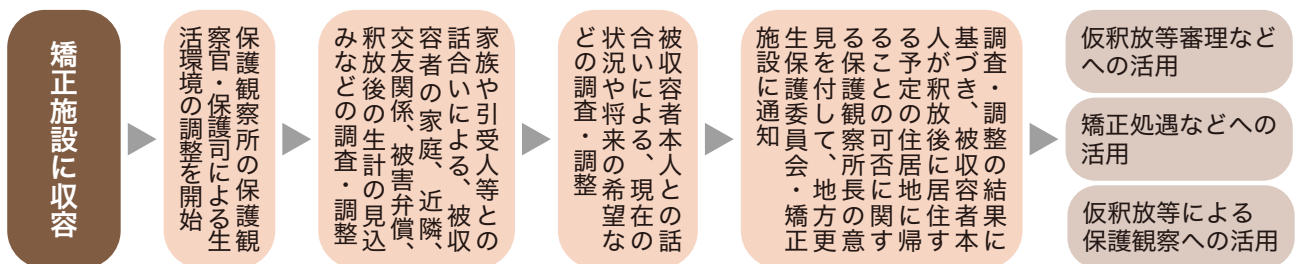 矯正施設に収容
保護観察所の保護観
察官・保護司による生
活環境の調整を開始
家族や引受人等との
話合いによる、被収
容者の家庭、近隣、
交友関係、被害弁償、
釈放後の生計の見込
みなどの調査・調整
被収容者本人との話
合いによる、現在の
状況や将来の希望な
どの調査・調整
調査・調整の結果に
基づき、被収容者本
人が釈放後に居住す
る予定の住居地に帰
ることの可否に関す
る保護観察所長の意
見を付して、地方更
生保護委員会・矯正
施設に通知
仮釈放等審理など
への活用
矯正処遇などへの
活用
仮釈放等による
保護観察への活用